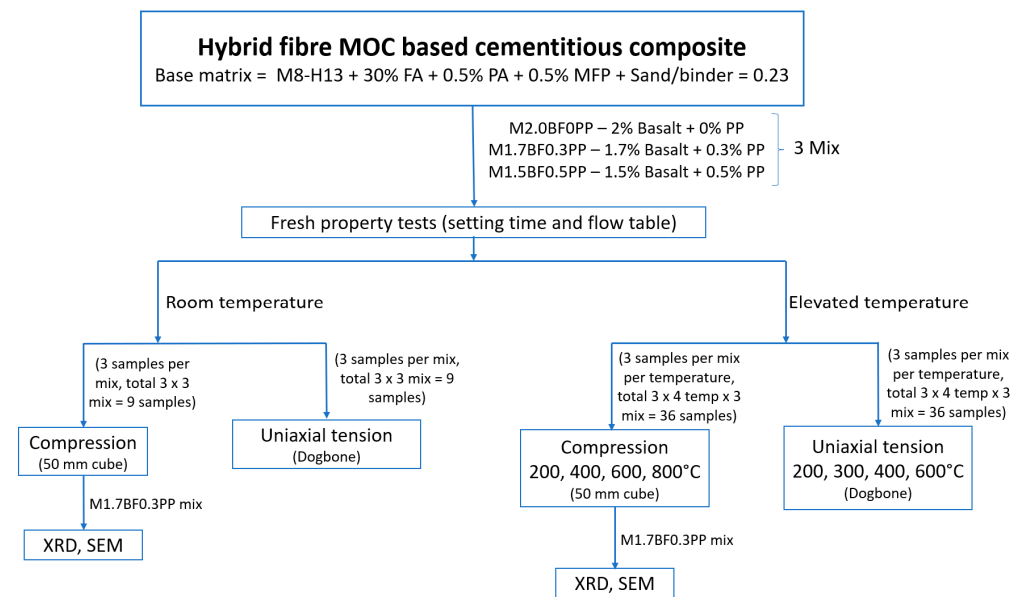 Hybrid fibre MOC based cementitious composite
Base matrix = M8-H13 + 30% FA + 0.5% PA + 0.5% MFP + Sand/binder = 0.23
M2.0BF0PP – 2% Basalt + 0% PP
M1.7BF0.3PP – 1.7% Basalt + 0.3% PP
M1.5BF0.5PP – 1.5% Basalt + 0.5% PP
3 Mix
Fresh property tests (setting time and flow table)
Room temperature
Elevated temperature
(3 samples per
mix, total 3 x 3
mix = 9 samples)
(3 samples per mix,
total 3 x 3 mix = 9
samples)
(3 samples per mix
per temperature,
total 3 x 4 temp x 3
mix = 36 samples)
(3 samples per mix
per temperature,
total 3 x 4 temp x 3
mix = 36 samples)
Compression
(50 mm cube)
Uniaxial tension
(Dogbone)
Compression
200, 400, 600, 800°C
(50 mm cube)
Uniaxial tension
200, 300, 400, 600°C
(Dogbone)
M1.7BF0.3PP mix
M1.7BF0.3PP mix
XRD, SEM
XRD, SEM